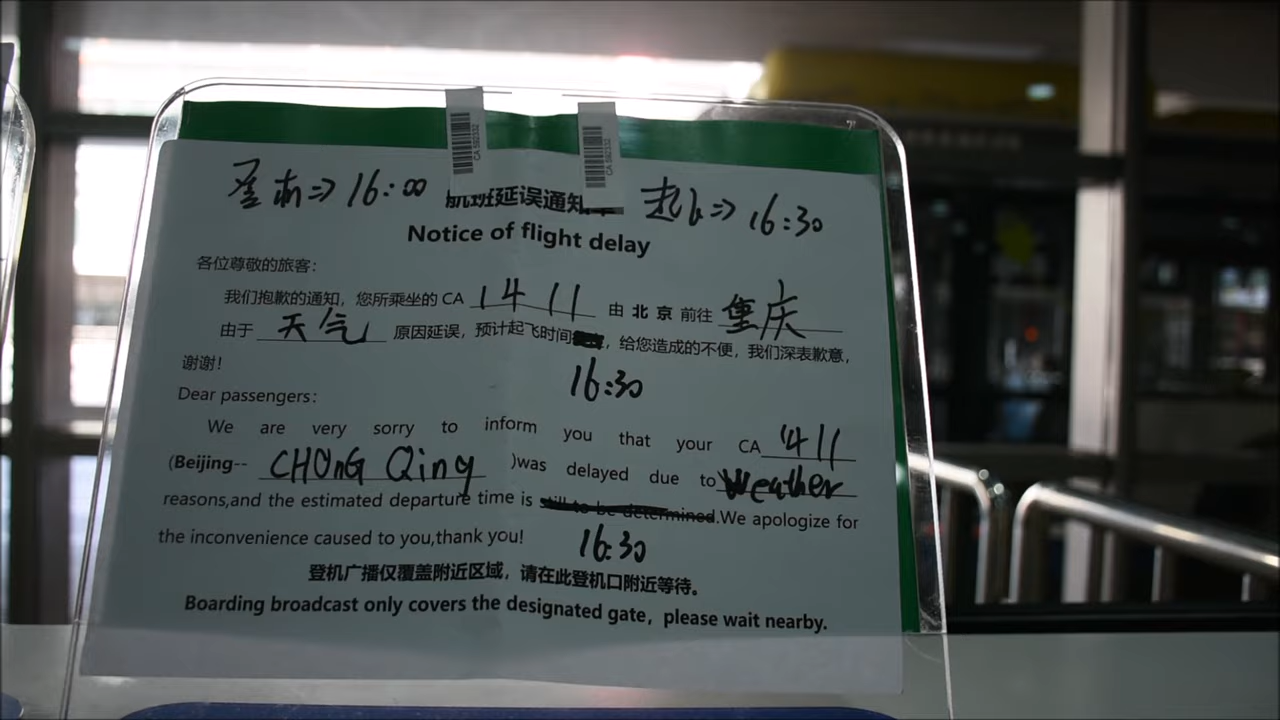 登机⇒16:00 航班延误通知单 起飞⇒16:30
Notice of flight delay
各位尊敬的旅客：
我们抱歉的通知，您所乘坐的 CA 1411 由 北 京 前往 重庆
由于 天气 原因延误，预计起飞时间，给您造成的不便，我们深表歉意，
谢谢！
16:30
Dear passengers:
We are very sorry to inform you that your CA 1411
(Beijing-- CHOnG Qing )was delayed due to Weather
reasons,and the estimated departure time is still to be determined.We apologize for
the inconvenience caused to you,thank you!
16:30
登机广播仅覆盖附近区域，请在此登机口附近等待。
Boarding broadcast only covers the designated gate, please wait nearby.
CA 592332
CA 592332